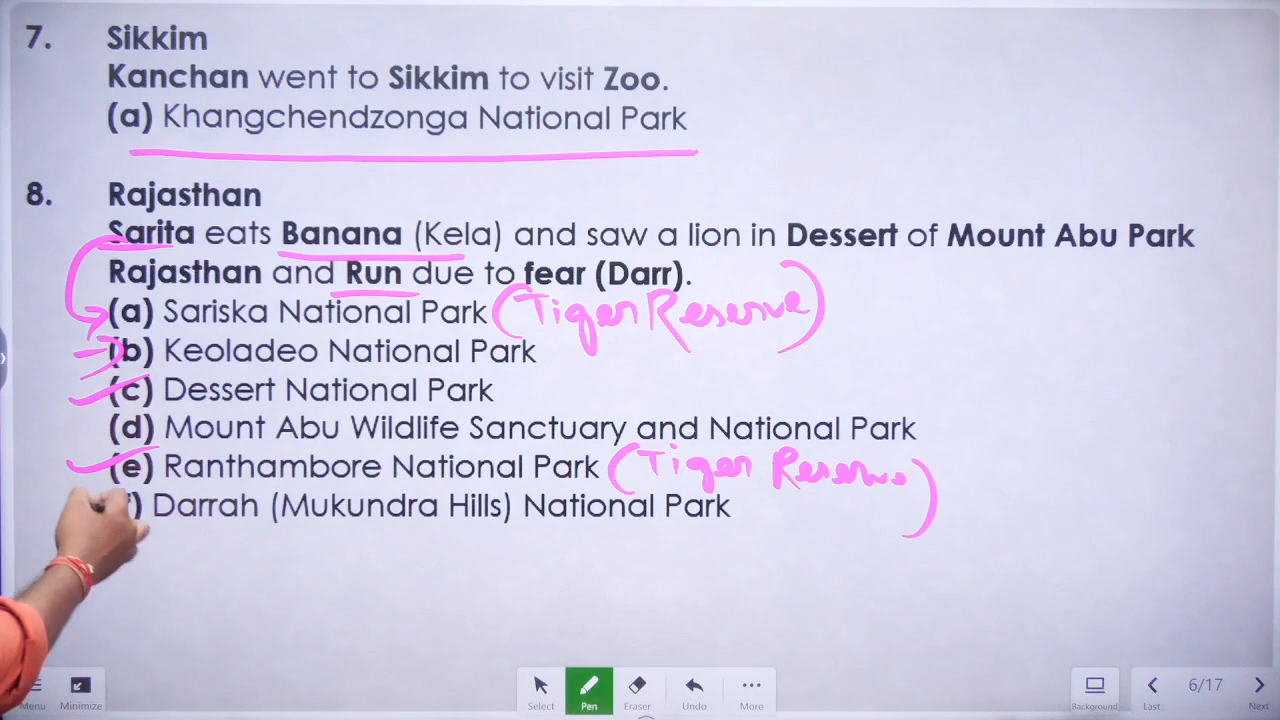 7. Sikkim
Kanchan went to Sikkim to visit Zoo.
(a) Khangchendzonga National Park
8. Rajasthan
Sarita eats Banana (Kela) and saw a lion in Dessert of Mount Abu Park
Rajasthan and Run due to fear (Darr).
(a) Sariska National Park (Tiger Reserve)
(b) Keoladeo National Park
(c) Dessert National Park
(d) Mount Abu Wildlife Sanctuary and National Park
(e) Ranthambore National Park (Tiger Reserve)
) Darrah (Mukundra Hills) National Park
Menu Minimize Select Pen Eraser Undo More Background Last 6/17 Next